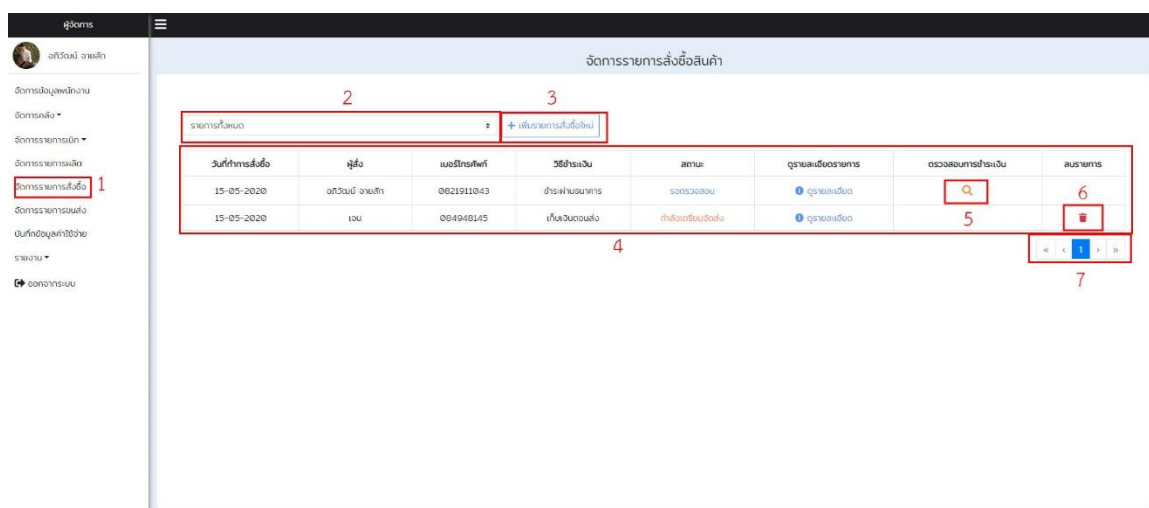 ผู้จัดการ
อภิวัฒน์ อายสัก
จัดการรายการสั่งซื้อสินค้า
จัดการข้อมูลพนักงาน
จัดการคลัง
จัดการรายการเบิก
จัดการรายการผลิต
จัดการรายการสั่งซื้อ 1
จัดการรายการขนส่ง
บันทึกข้อมูลค่าใช้จ่าย
รายงาน
ออกจากระบบ
2 3
รายการทั้งหมด + เพิ่มรายการสั่งซื้อใหม่
วันที่ทำการสั่งซื้อ ผู้สั่ง เบอร์โทรศัพท์ วิธีชำระเงิน สถานะ ดูรายละเอียดรายการ ตรวจสอบการชำระเงิน ลบรายการ
15-05-2020 อภิวัฒน์ อายสัก 0821911043 ชำระผ่านธนาคาร รอตรวจสอบ ดูรายละเอียด 6
15-05-2020 เจน 084948145 เก็บเงินตอนส่ง กำลังเตรียมจัดส่ง ดูรายละเอียด 5
4
« ‹ 1 › »
7